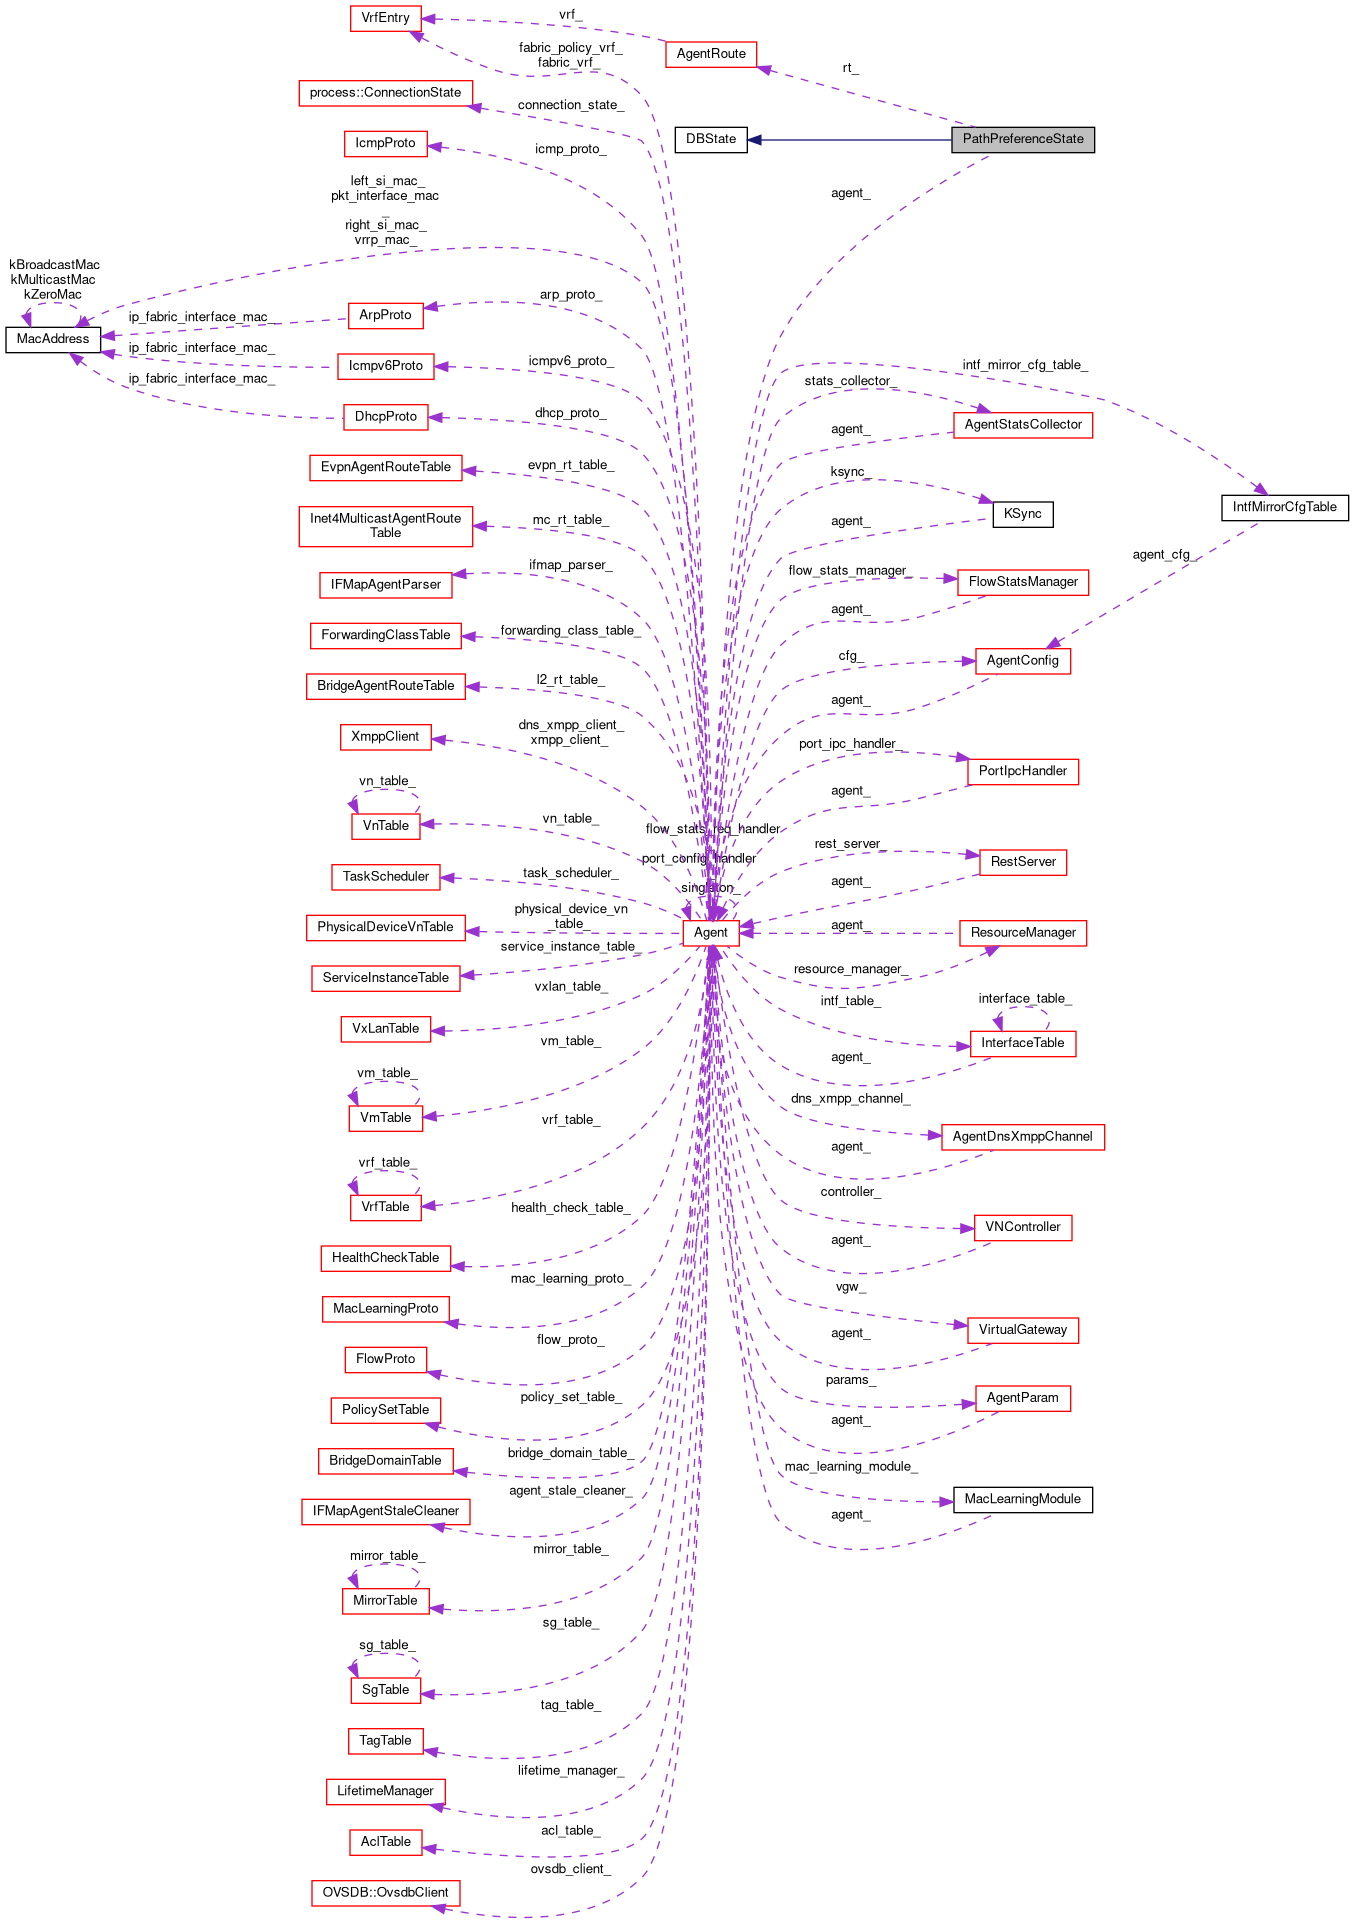 VrfEntry
vrf_
AgentRoute
fabric_policy_vrf_
fabric_vrf_
rt_
process::ConnectionState
connection_state_
DBState
PathPreferenceState
IcmpProto
icmp_proto_
left_si_mac_
pkt_interface_mac
_
right_si_mac_
vrrp_mac_
agent_
kBroadcastMac
kMulticastMac
kZeroMac
MacAddress
ip_fabric_interface_mac_
ArpProto
arp_proto_
ip_fabric_interface_mac_
Icmpv6Proto
icmpv6_proto_
intf_mirror_cfg_table_
ip_fabric_interface_mac_
DhcpProto
dhcp_proto_
stats_collector_
AgentStatsCollector
agent_
EvpnAgentRouteTable
evpn_rt_table_
ksync_
KSync
IntfMirrorCfgTable
Inet4MulticastAgentRoute
Table
mc_rt_table_
agent_
IFMapAgentParser
ifmap_parser_
flow_stats_manager_
FlowStatsManager
agent_cfg_
agent_
ForwardingClassTable
forwarding_class_table_
cfg_
AgentConfig
BridgeAgentRouteTable
l2_rt_table_
agent_
XmppClient
dns_xmpp_client_
xmpp_client_
port_ipc_handler_
PortIpcHandler
vn_table_
VnTable
vn_table_
agent_
flow_stats_req_handler
_
port_config_handler
_
singleton_
rest_server_
RestServer
TaskScheduler
task_scheduler_
agent_
PhysicalDeviceVnTable
physical_device_vn
_table_
Agent
agent_
ResourceManager
ServiceInstanceTable
service_instance_table_
resource_manager_
VxLanTable
vxlan_table_
intf_table_
interface_table_
InterfaceTable
vm_table_
VmTable
vm_table_
agent_
vrf_table_
VrfTable
vrf_table_
dns_xmpp_channel_
AgentDnsXmppChannel
agent_
HealthCheckTable
health_check_table_
controller_
VNController
agent_
MacLearningProto
mac_learning_proto_
vgw_
VirtualGateway
FlowProto
flow_proto_
agent_
PolicySetTable
policy_set_table_
params_
AgentParam
agent_
BridgeDomainTable
bridge_domain_table_
mac_learning_module_
MacLearningModule
IFMapAgentStaleCleaner
agent_stale_cleaner_
agent_
mirror_table_
MirrorTable
mirror_table_
sg_table_
SgTable
sg_table_
TagTable
tag_table_
LifetimeManager
lifetime_manager_
AclTable
acl_table_
OVSDB::OvsdbClient
ovsdb_client_